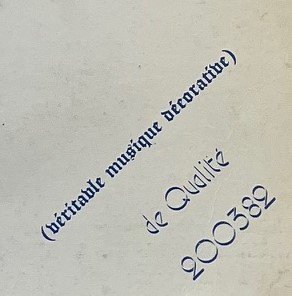 (véritable musique décorative)
de Qualité
200382